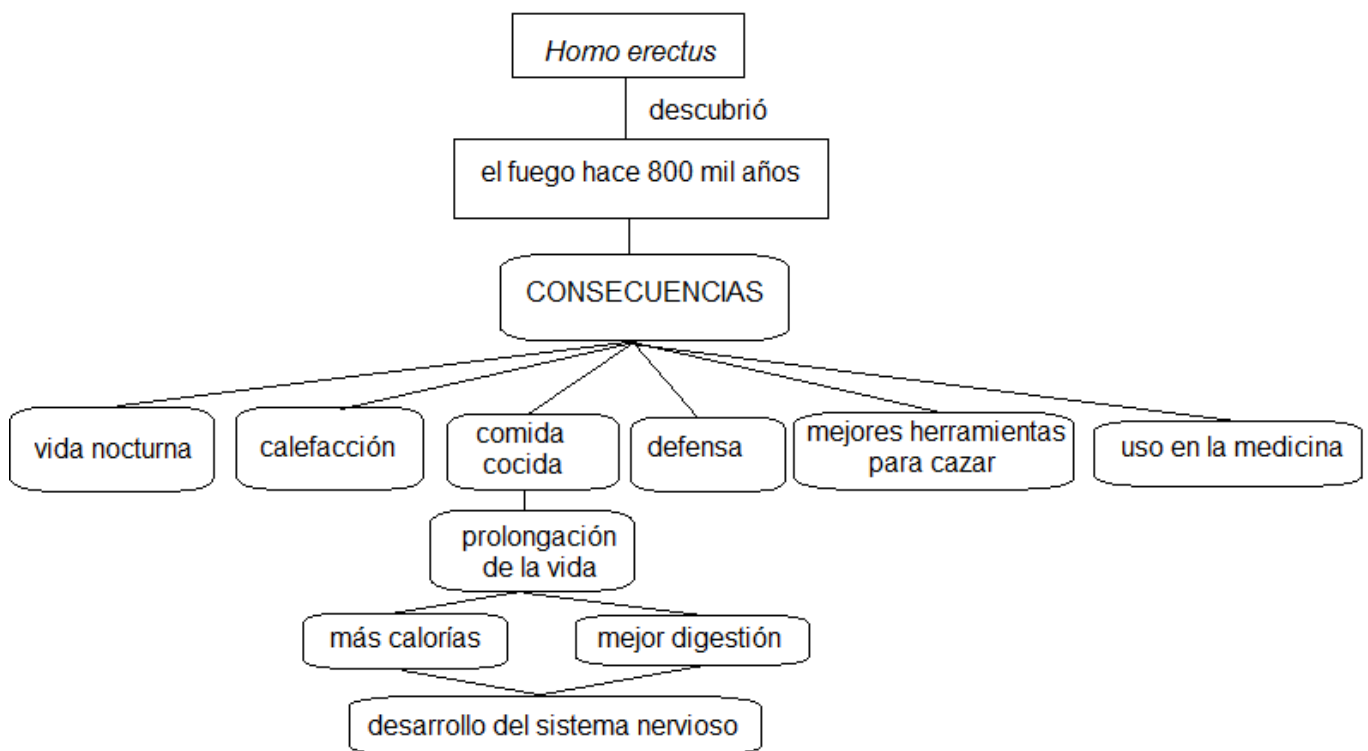 Homo erectus
descubrió
el fuego hace 800 mil años
CONSECUENCIAS
vida nocturna
calefacción
comida
cocida
defensa
mejores herramientas
para cazar
uso en la medicina
prolongación
de la vida
más calorías
mejor digestión
desarrollo del sistema nervioso